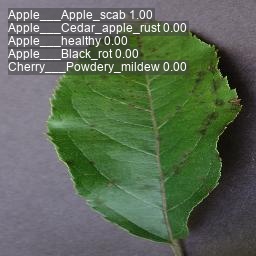 Apple___Apple_scab 1.00
Apple___Cedar_apple_rust 0.00
Apple___healthy 0.00
Apple___Black_rot 0.00
Cherry___Powdery_mildew 0.00